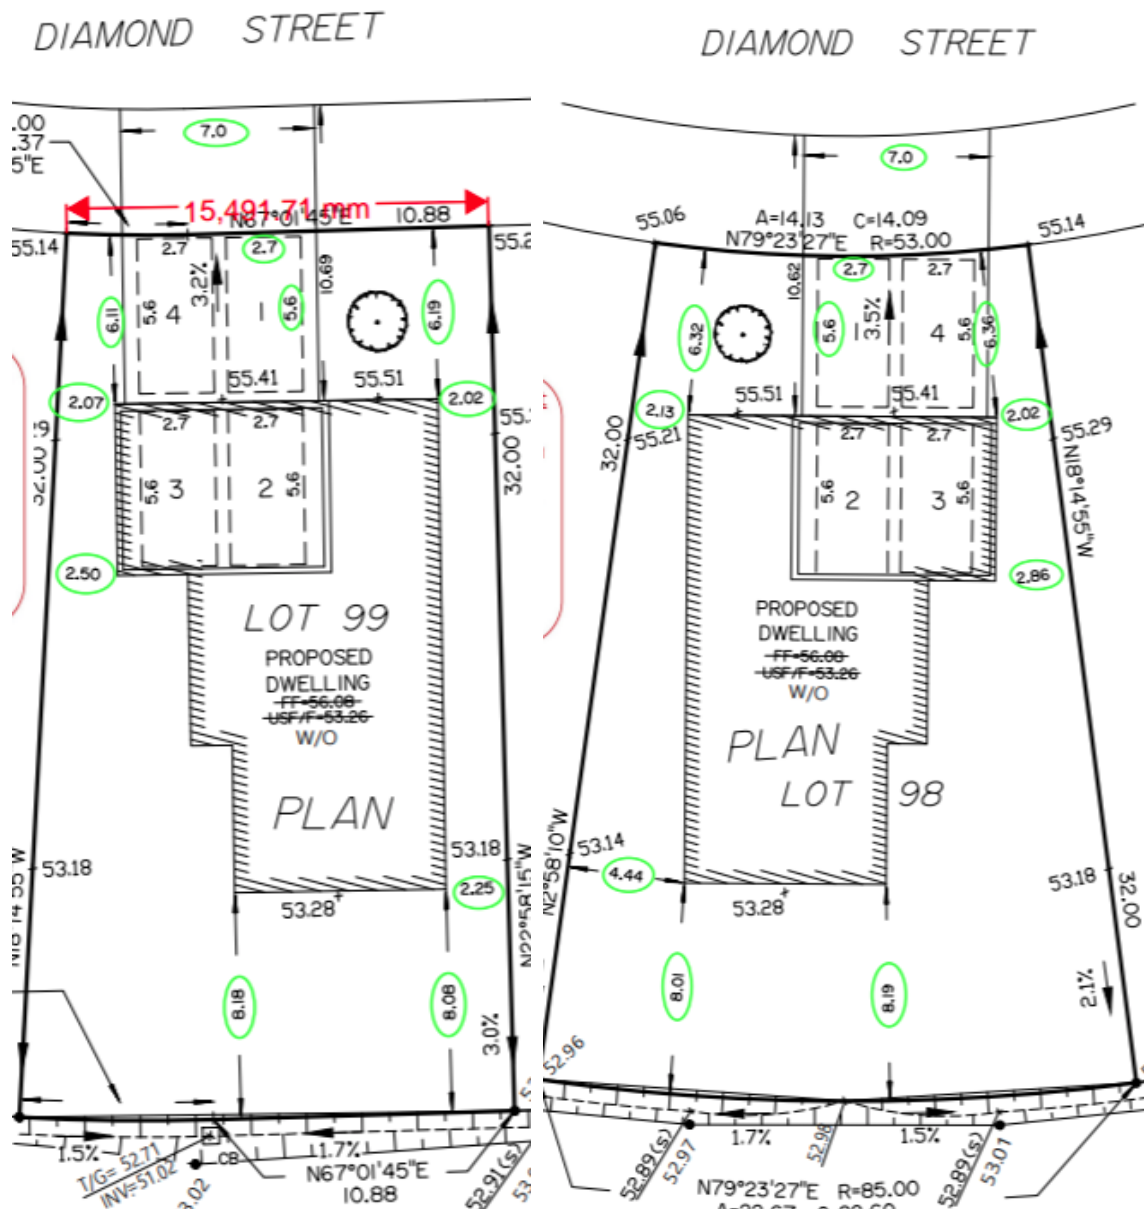 DIAMOND STREET
.00
.37
5"E
7.0
15,491.71 mm
N67°01'45"E
10.88
55.14
2.7
2.7
3.2%
10.69
6.11
5.6
4
5.6
6.19
55.41
55.51
2.07
2.02
2.7
2.7
32.00
5.6
3
2
5.6
32.00
2.50
LOT 99
PROPOSED
DWELLING
FF=56.08
USF/F=53.26
W/O
PLAN
53.18
53.18
2.25
53.28
N22°58'15"W
8.18
8.08
3.0%
1.5%
1.7%
T/G= 52.71
INV=51.02
CB
3.02
N67°01'45"E
10.88
52.91(s)
DIAMOND STREET
7.0
55.06
A=14.13 C=14.09
55.14
N79°23'27"E R=53.00
2.7
2.7
10.62
6.32
5.6
3.5%
4
5.6
6.36
55.51
55.41
2.13
2.02
32.00
55.21
55.29
2.7
2.7
N18°14'55"W
5.6
2
3
5.6
2.86
PROPOSED
DWELLING
FF=56.08
USF/F=53.26
W/O
PLAN
LOT 98
N2°58'10"W
53.14
4.44
53.18
32.00
53.28
8.01
8.19
2.1%
52.96
1.7%
1.5%
52.98
52.89(s)
52.97
52.89(s)
53.01
N79°23'27"E R=85.00